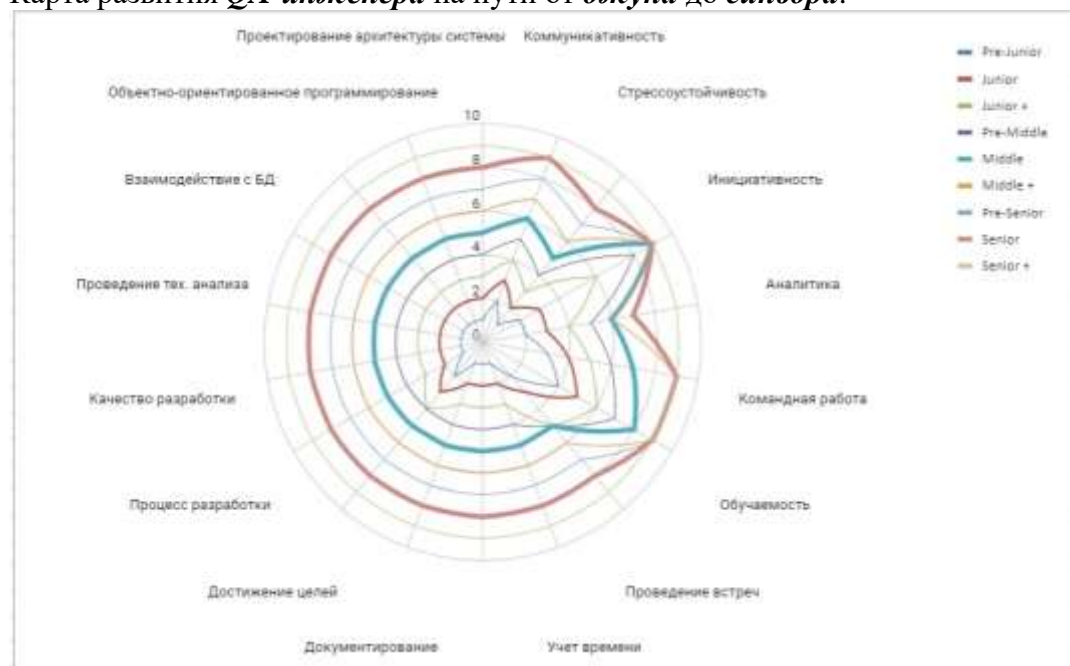 Карта развития QA-инженера на пути от джуна до синьора:
Проектирование архитектуры системы
Коммуникативность
Объектно-ориентированное программирование
Стрессоустойчивость
Взаимодействие с БД
Инициативность
Проведение тех. анализа
Аналитика
Качество разработки
Командная работа
Процесс разработки
Обучаемость
Достижение целей
Проведение встреч
Документирование
Учет времени
10
8
6
4
2
0
Pre-Junior
Junior
Junior +
Pre-Middle
Middle
Middle +
Pre-Senior
Senior
Senior +